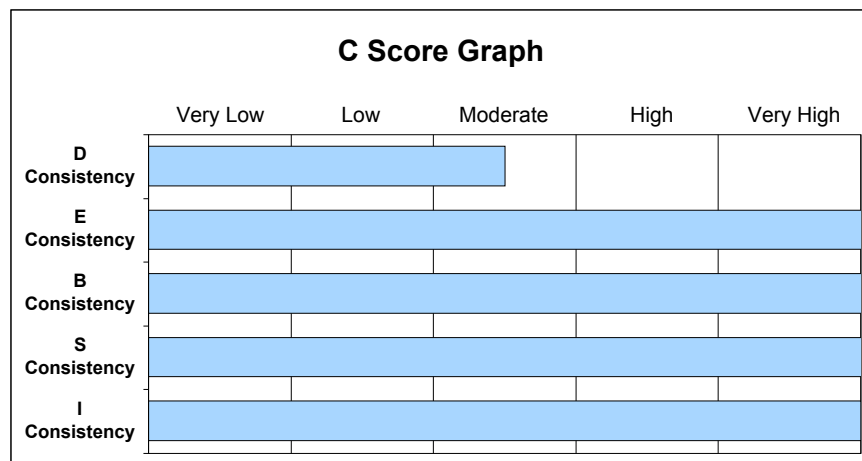 C Score Graph
Very Low Low Moderate High Very High
D
Consistency
E
Consistency
B
Consistency
S
Consistency
I
Consistency